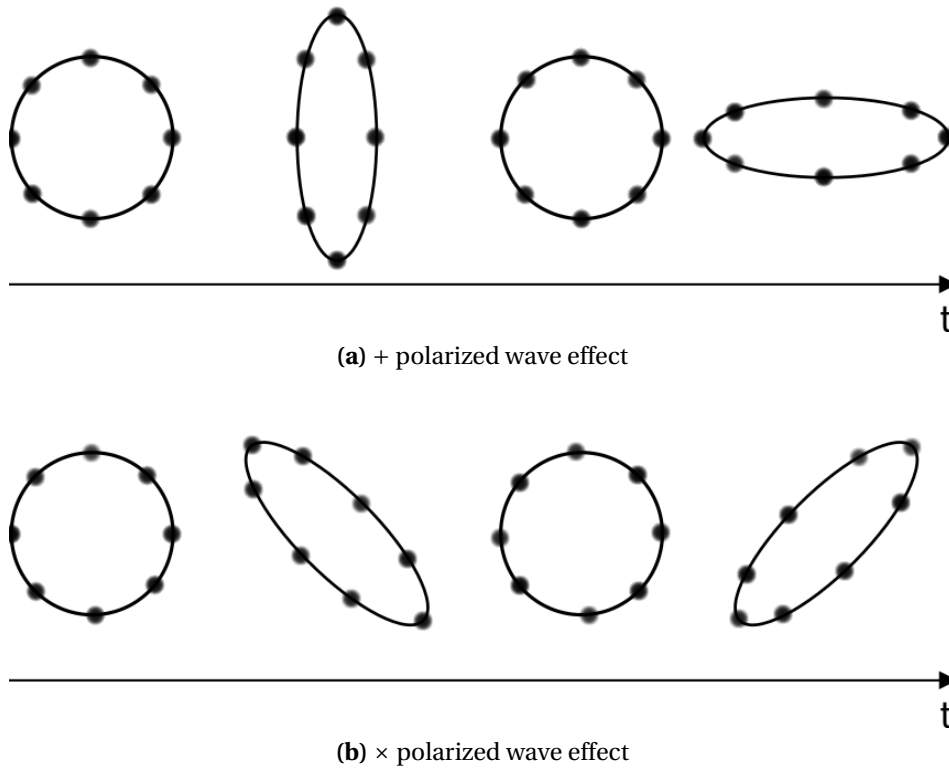 t
(a) + polarized wave effect
t
(b) × polarized wave effect